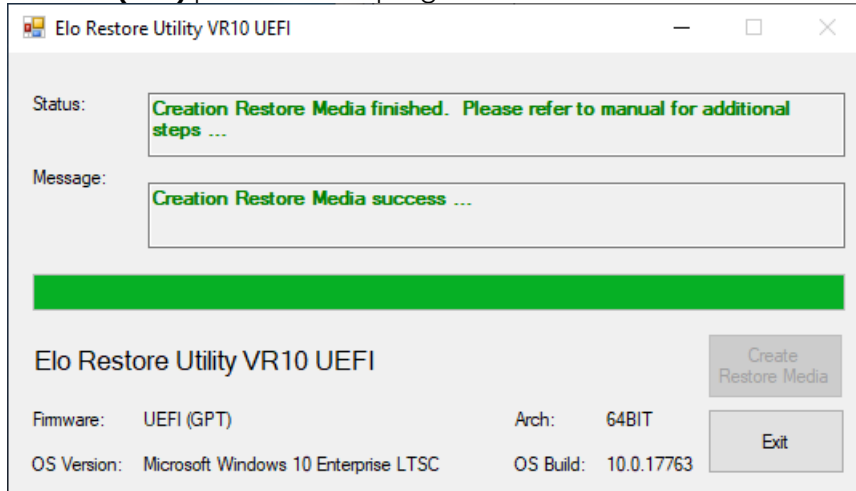 Elo Restore Utility VR10 UEFI
Status:
Creation Restore Media finished.  Please refer to manual for additional
steps ...
Message:
Creation Restore Media success ...
Elo Restore Utility VR10 UEFI
Create
Restore Media
Firmware: UEFI (GPT) Arch: 64BIT
Exit
OS Version: Microsoft Windows 10 Enterprise LTSC OS Build: 10.0.17763